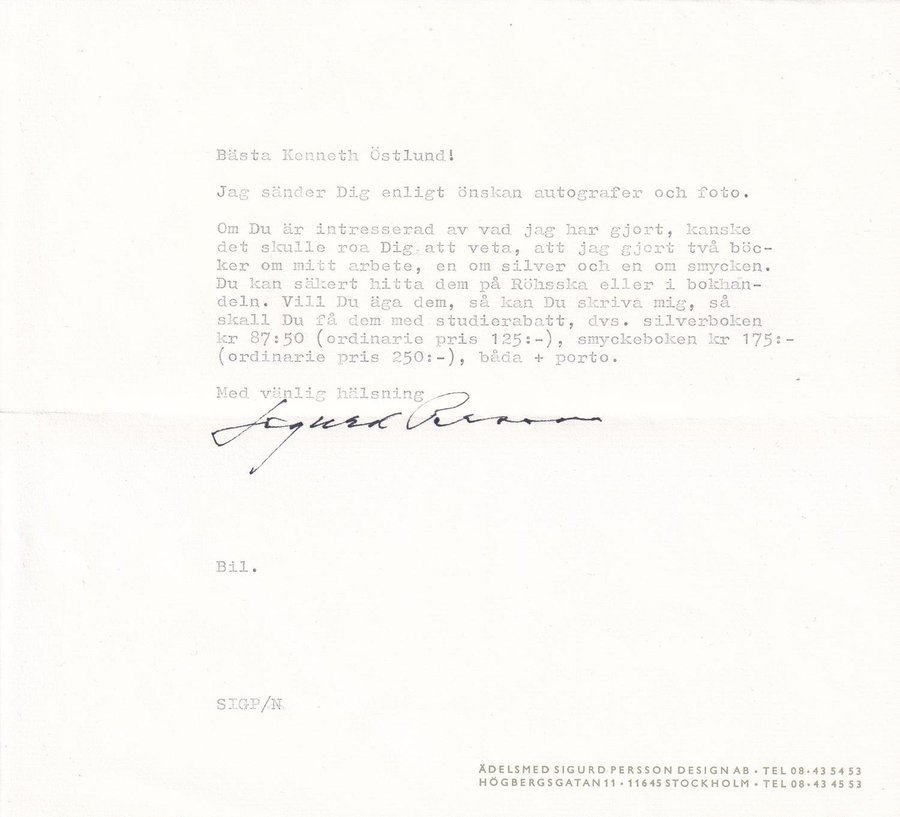 Bästa Kenneth Östlund!
Jag sänder Dig enligt önskan autografer och foto.
Om Du är intresserad av vad jag har gjort, kanske
det skulle roa Dig att veta, att jag gjort två böc-
ker om mitt arbete, en om silver och en om smycken.
Du kan säkert hitta dem på Röhsska eller i bokhan-
deln. Vill Du äga dem, så kan Du skriva mig, så
skall Du få dem med studierabatt, dvs. silverboken
kr 87:50 (ordinarie pris 125:-), smyckeboken kr 175:-
(ordinarie pris 250:-), båda + porto.
Med vänlig hälsning
Sigurd Persson
Bil.
SIGP/N
ÄDELSMED SIGURD PERSSON DESIGN AB • TEL 08 • 43 54 53
HÖGBERGSGATAN 11 • 11645 STOCKHOLM • TEL 08 • 43 45 53